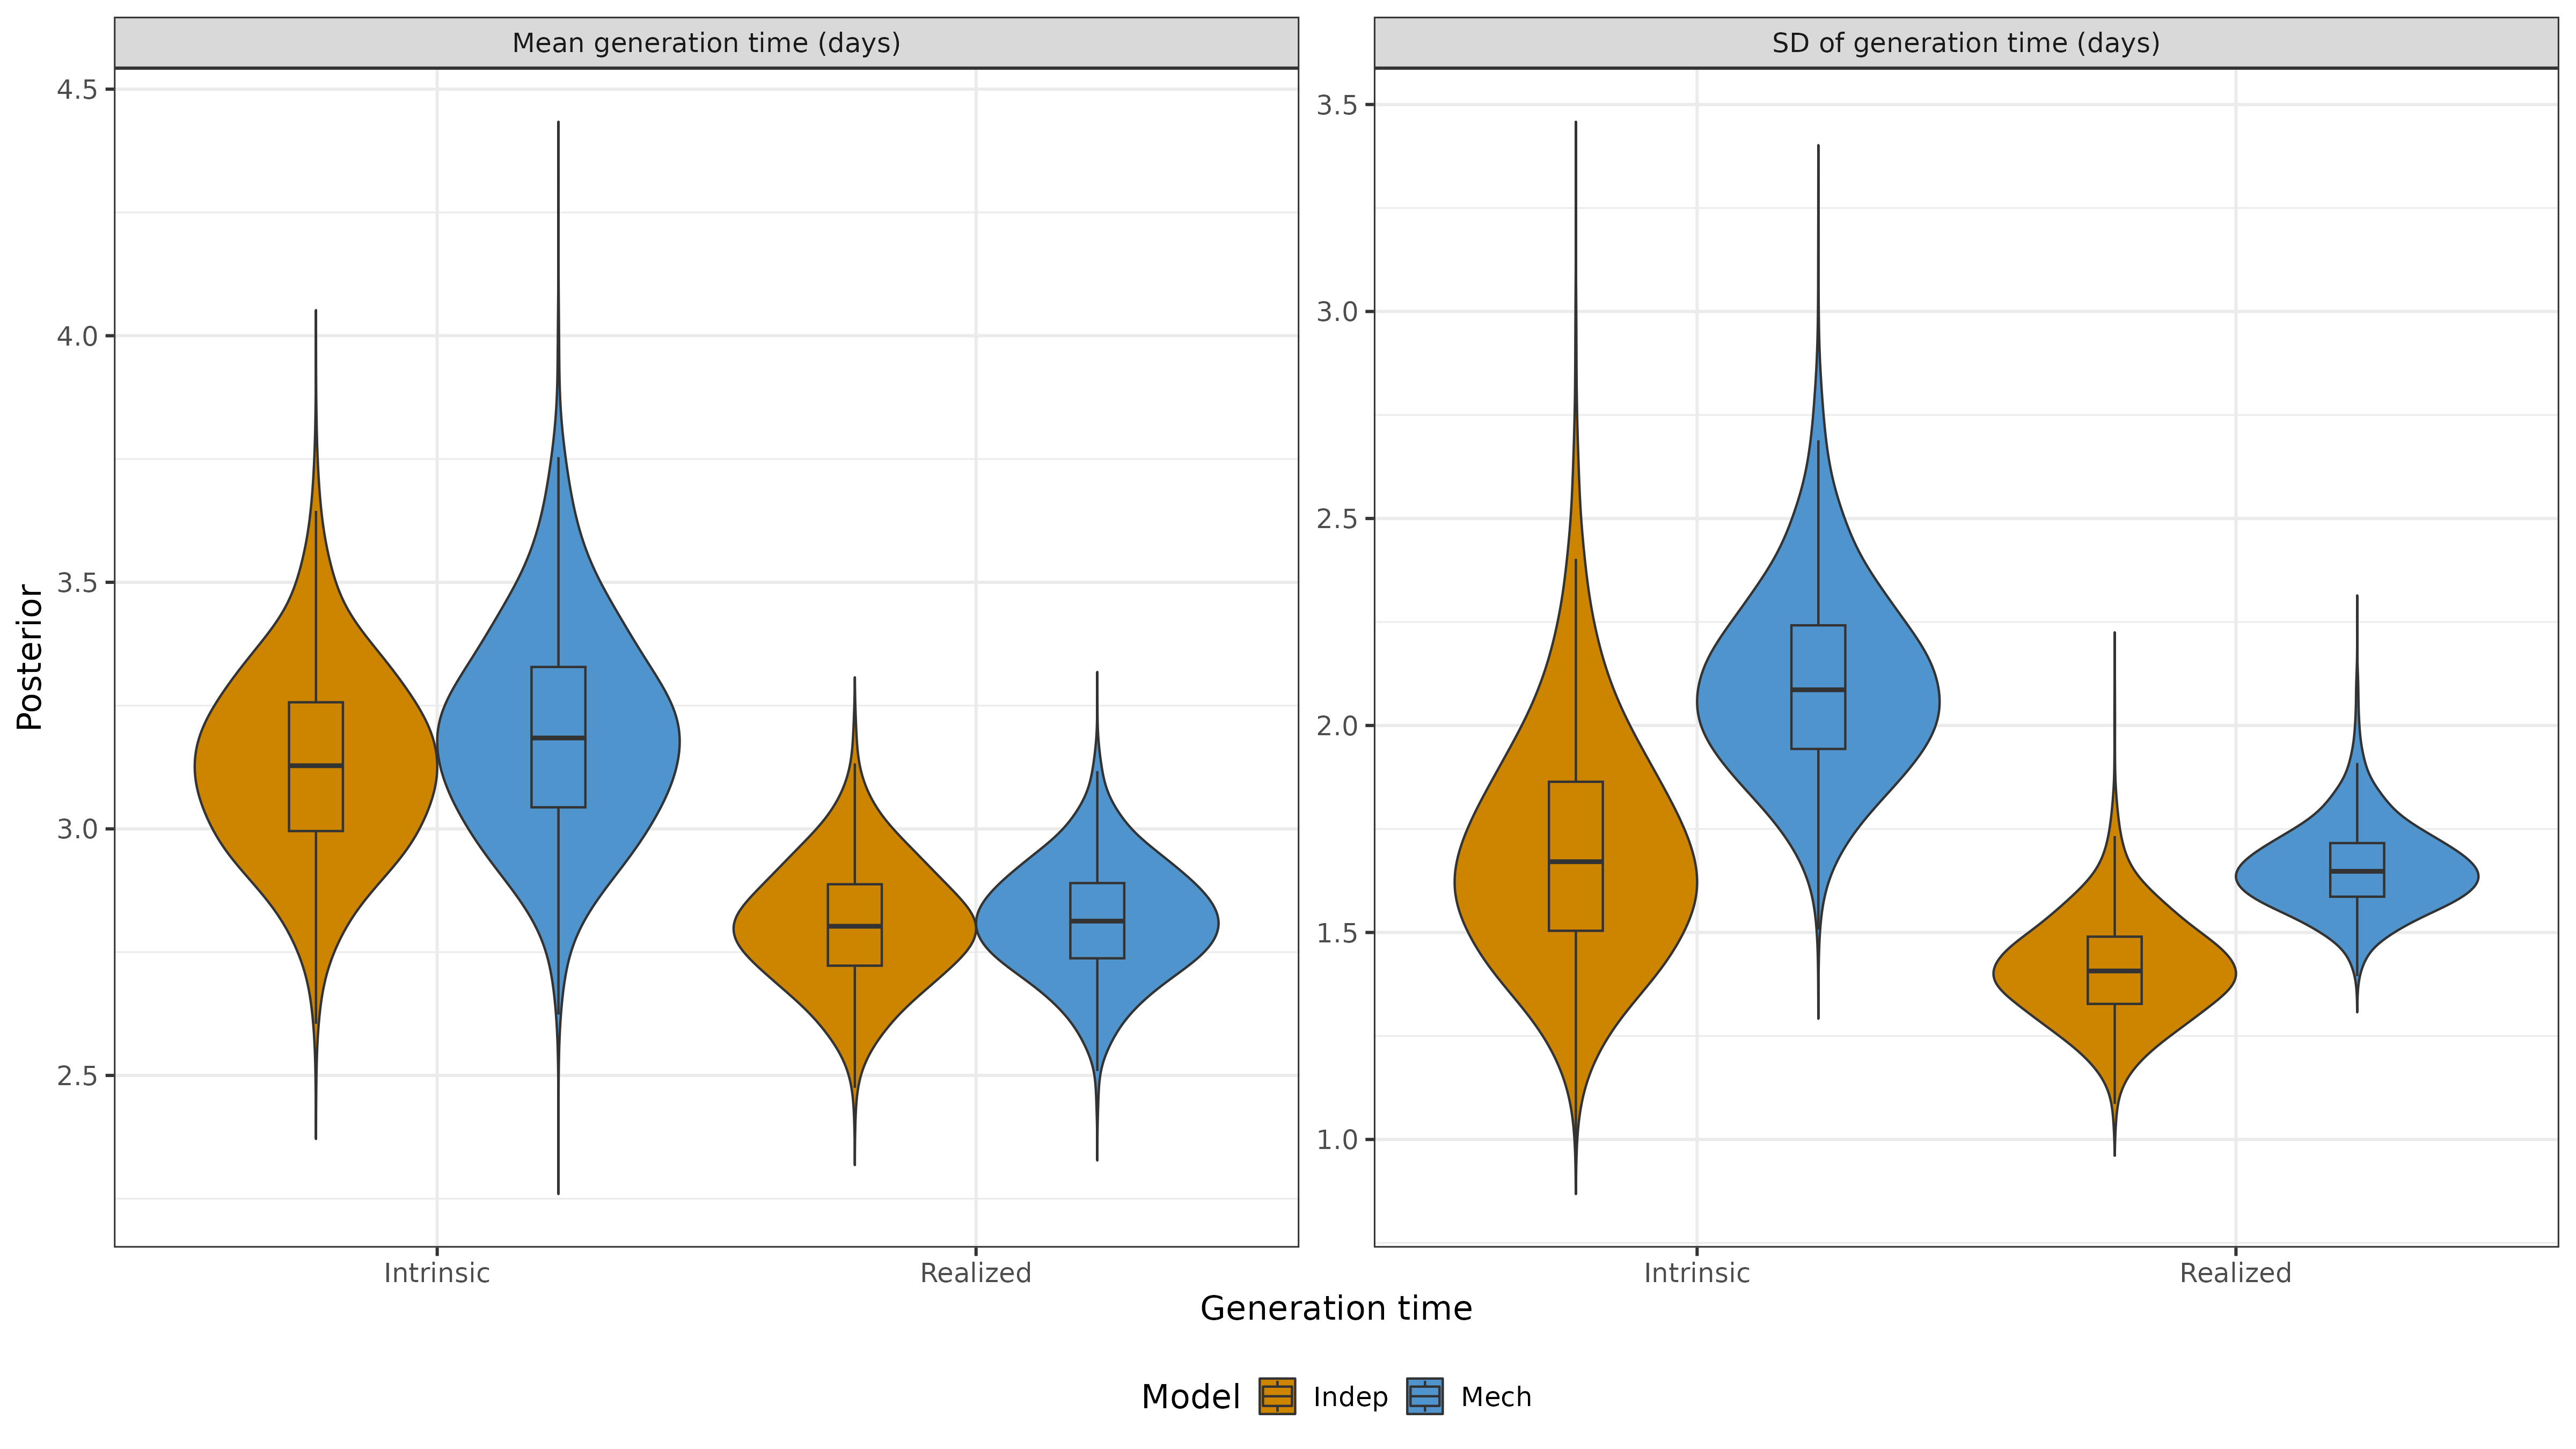 Mean generation time (days)
SD of generation time (days)
Posterior
4.5
4.0
3.5
3.0
2.5
3.5
3.0
2.5
2.0
1.5
1.0
Intrinsic
Realized
Intrinsic
Realized
Generation time
Model Indep Mech